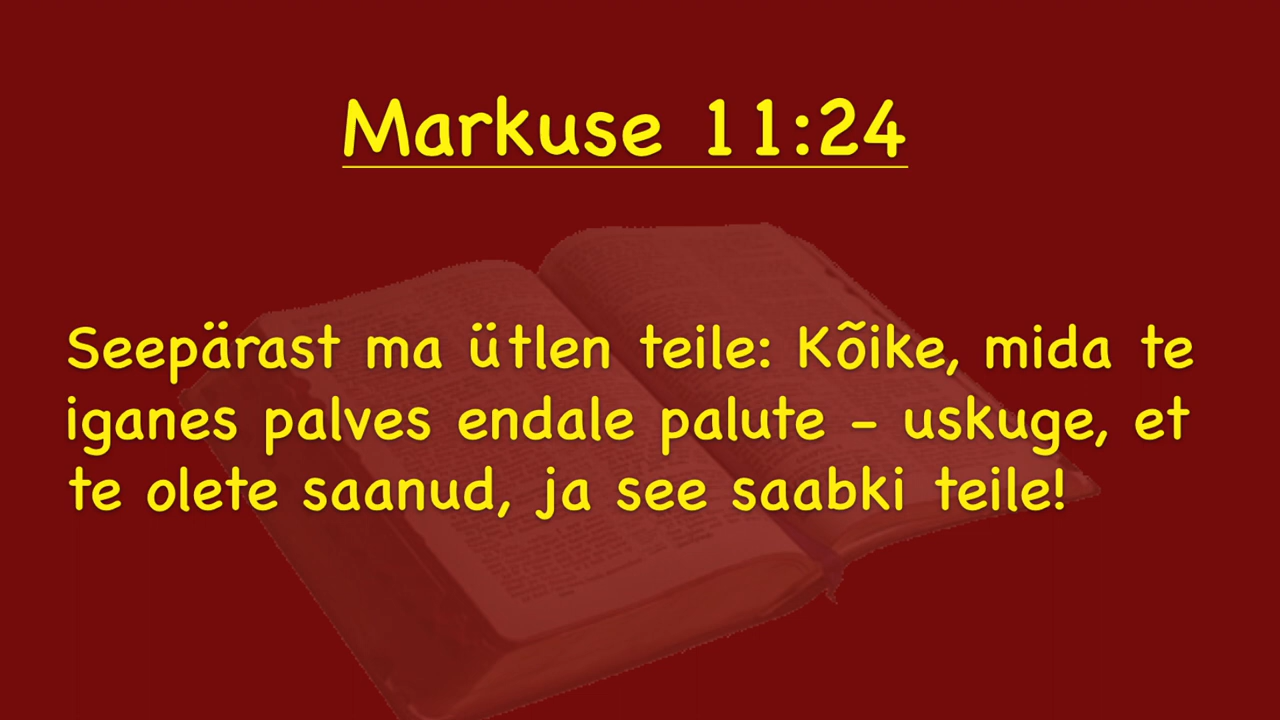 Markuse 11:24
Seepärast ma ütlen teile: Kõike, mida te
iganes palves endale palute – uskuge, et
te olete saanud, ja see saabki teile!